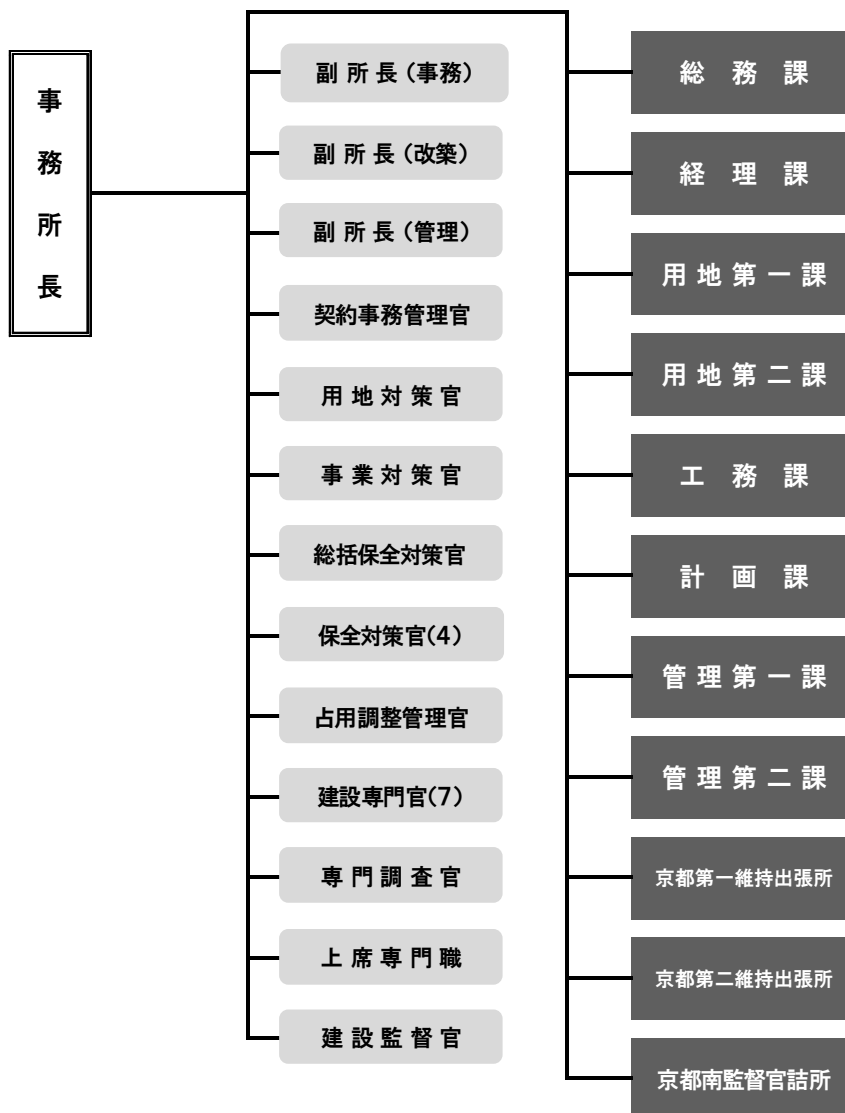 事務所長
副所長(事務)
副所長(改築)
副所長(管理)
契約事務管理官
用地対策官
事業対策官
総括保全対策官
保全対策官(4)
占用調整管理官
建設専門官(7)
専門調査官
上席専門職
建設監督官
総務課
経理課
用地第一課
用地第二課
工務課
計画課
管理第一課
管理第二課
京都第一維持出張所
京都第二維持出張所
京都南監督官詰所